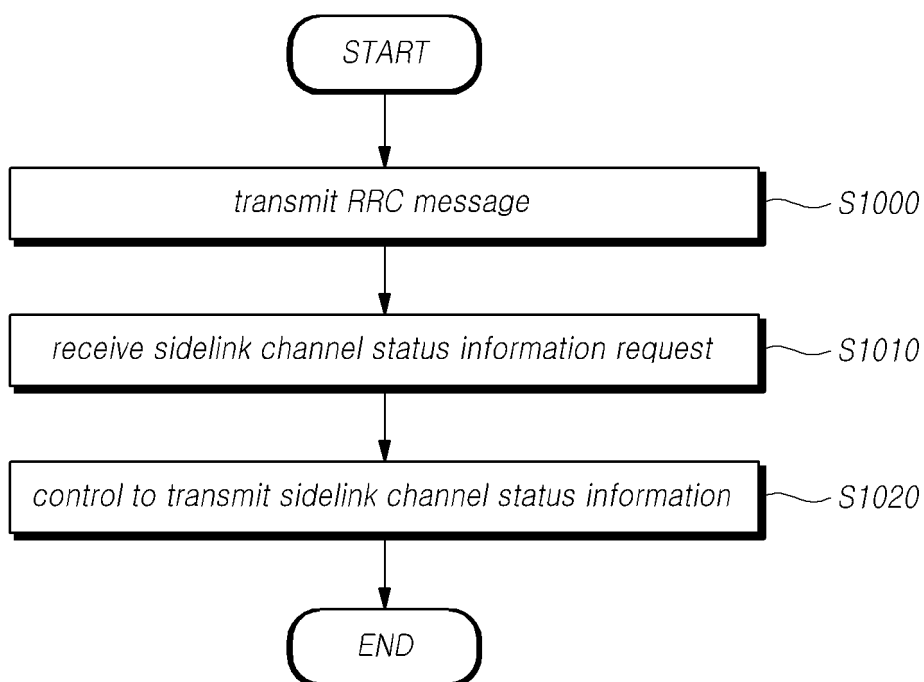 START
transmit RRC message
S1000
receive sidelink channel status information request
S1010
control to transmit sidelink channel status information
S1020
END